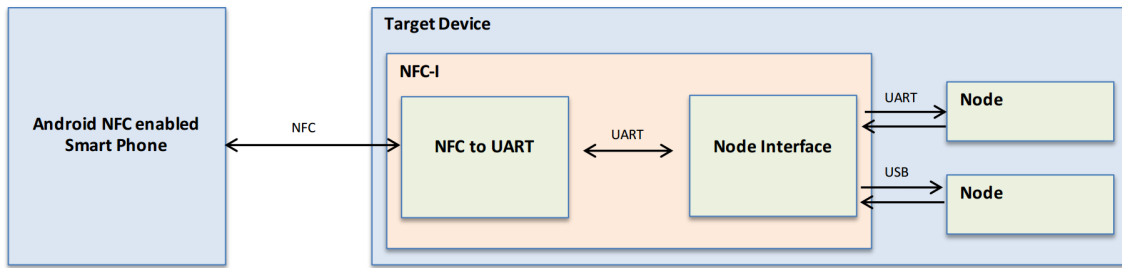 Target Device
NFC-I
Android NFC enabled
Smart Phone
NFC
NFC to UART
UART
Node Interface
UART
Node
USB
Node